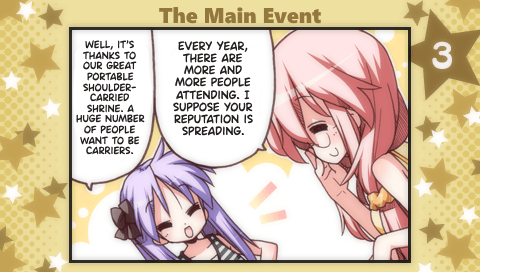 The Main Event
3
EVERY YEAR,
THERE ARE
MORE AND
MORE PEOPLE
ATTENDING. I
SUPPOSE YOUR
REPUTATION IS
SPREADING.
WELL, IT'S
THANKS TO
OUR GREAT
PORTABLE
SHOULDER-
CARRIED
SHRINE. A
HUGE NUMBER
OF PEOPLE
WANT TO BE
CARRIERS.